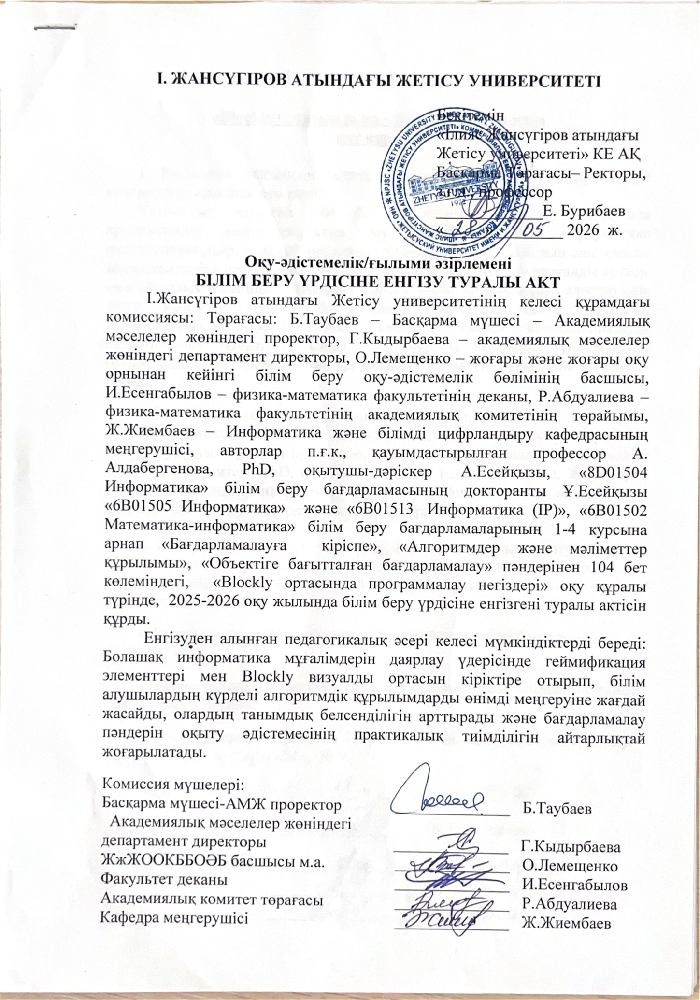 І. ЖАНСҮГІРОВ АТЫНДАҒЫ ЖЕТІСУ УНИВЕРСИТЕТІ
Бекітемін
«Ілияс Жансүгіров атындағы
Жетісу университеті» КЕ АҚ
Басқарма Төрағасы– Ректоры,
з.ғ.д., профессор
Е. Бурибаев
«28» 05 2026 ж.
ZHETYSU UNIVERSITY
1972
Оқу-әдістемелік/ғылыми әзірлемені
БІЛІМ БЕРУ ҮРДІСІНЕ ЕНГІЗУ ТУРАЛЫ АКТ
І.Жансүгіров атындағы Жетісу университетінің келесі құрамдағы
комиссиясы: Төрағасы: Б.Таубаев – Басқарма мүшесі – Академиялық
мәселелер жөніндегі проректор, Г.Кыдырбаева – академиялық мәселелер
жөніндегі департамент директоры, О.Лемещенко – жоғары және жоғары оқу
орнынан кейінгі білім беру оқу-әдістемелік бөлімінің басшысы,
И.Есенгабылов – физика-математика факультетінің деканы, Р.Абдуалиева –
физика-математика факультетінің академиялық комитетінің төрайымы,
Ж.Жиембаев – Информатика және білімді цифрландыру кафедрасының
меңгерушісі, авторлар п.ғ.к., қауымдастырылған профессор А.
Алдабергенова, PhD, оқытушы-дәріскер А.Есейқызы, «8D01504
Информатика» білім беру бағдарламасының докторанты Ұ.Есейқызы
«6В01505 Информатика» және «6В01513 Информатика (IP)», «6В01502
Математика-информатика» білім беру бағдарламаларының 1-4 курсына
арнап «Бағдарламалауға кіріспе», «Алгоритмдер және мәліметтер
құрылымы», «Объектіге бағытталған бағдарламалау» пәндерінен 104 бет
көлеміндегі, «Blockly ортасында программалау негіздері» оқу құралы
түрінде, 2025-2026 оқу жылында білім беру үрдісіне енгізгені туралы актісін
құрды.
Енгізуден алынған педагогикалық әсері келесі мүмкіндіктерді береді:
Болашақ информатика мұғалімдерін даярлау үдерісінде геймификация
элементтері мен Blockly визуалды ортасын кіріктіре отырып, білім
алушылардың күрделі алгоритмдік құрылымдарды өнімді меңгеруіне жағдай
жасайды, олардың танымдық белсенділігін арттырады және бағдарламалау
пәндерін оқыту әдістемесінің практикалық тиімділігін айтарлықтай
жоғарылатады.
Комиссия мүшелері:
Басқарма мүшесі-АМЖ проректор Б.Таубаев
Академиялық мәселелер жөніндегі
департамент директоры Г.Кыдырбаева
ЖжЖООКББОӘБ басшысы м.а. О.Лемещенко
Факультет деканы И.Есенгабылов
Академиялық комитет төрағасы Р.Абдуалиева
Кафедра меңгерушісі Ж.Жиембаев